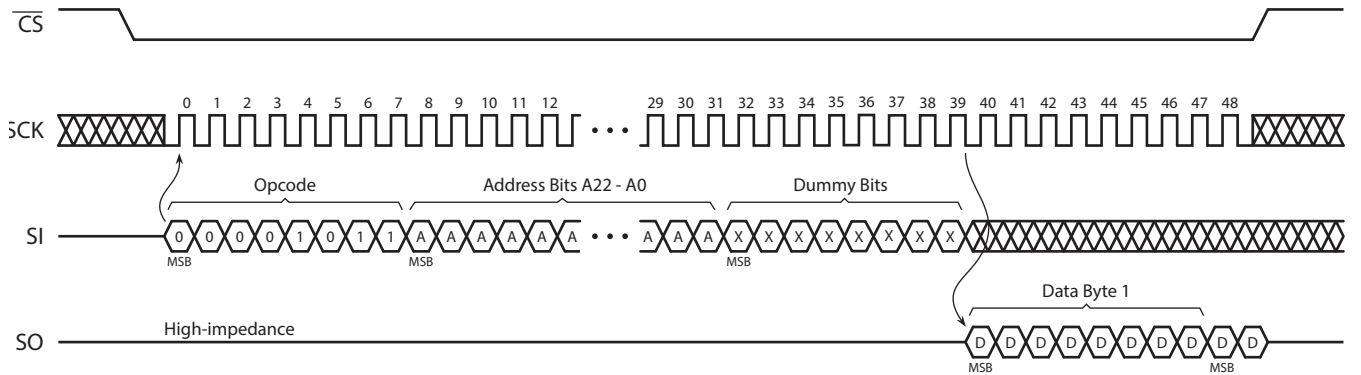 CS
0 1 2 3 4 5 6 7 8 9 10 11 12 29 30 31 32 33 34 35 36 37 38 39 40 41 42 43 44 45 46 47 48
SCK
Opcode Address Bits A22 - A0 Dummy Bits
SI 0 0 0 0 1 0 1 1 A A A A A A A A A X X X X X X X X
MSB MSB MSB
Data Byte 1
High-impedance
SO D D D D D D D D D D
MSB MSB